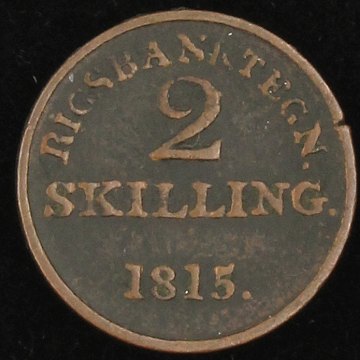 RIGSBANKTEGN.
2
SKILLING.
1815.